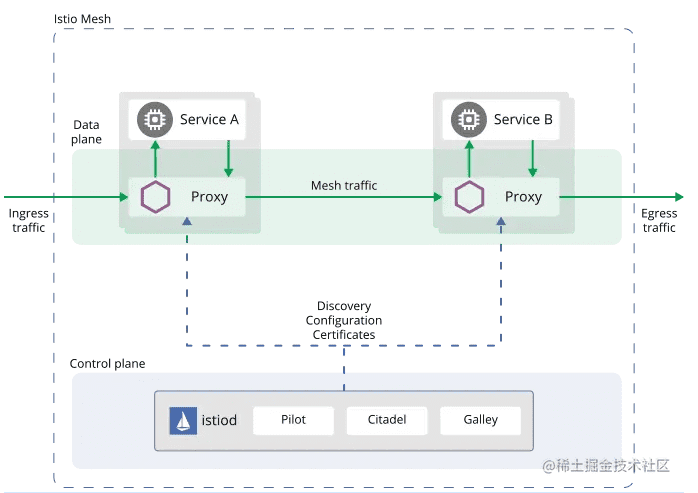 Istio Mesh
Data
plane
Service A
Service B
Proxy
Mesh traffic
Proxy
Ingress
traffic
Egress
traffic
Discovery
Configuration
Certificates
Control plane
istiod
Pilot
Citadel
Galley
@稀土掘金技术社区